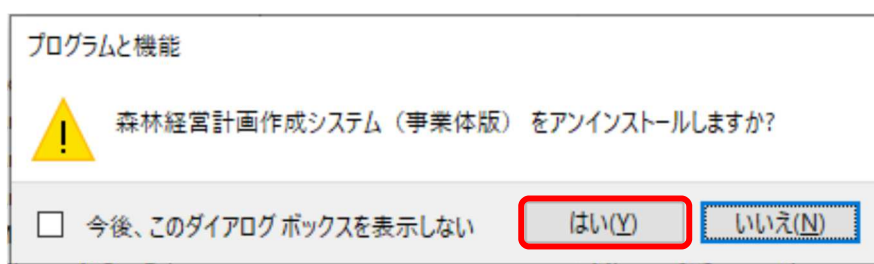 プログラムと機能
森林経営計画作成システム（事業体版） をアンインストールしますか?
今後、このダイアログ ボックスを表示しない はい(Y) いいえ(N)